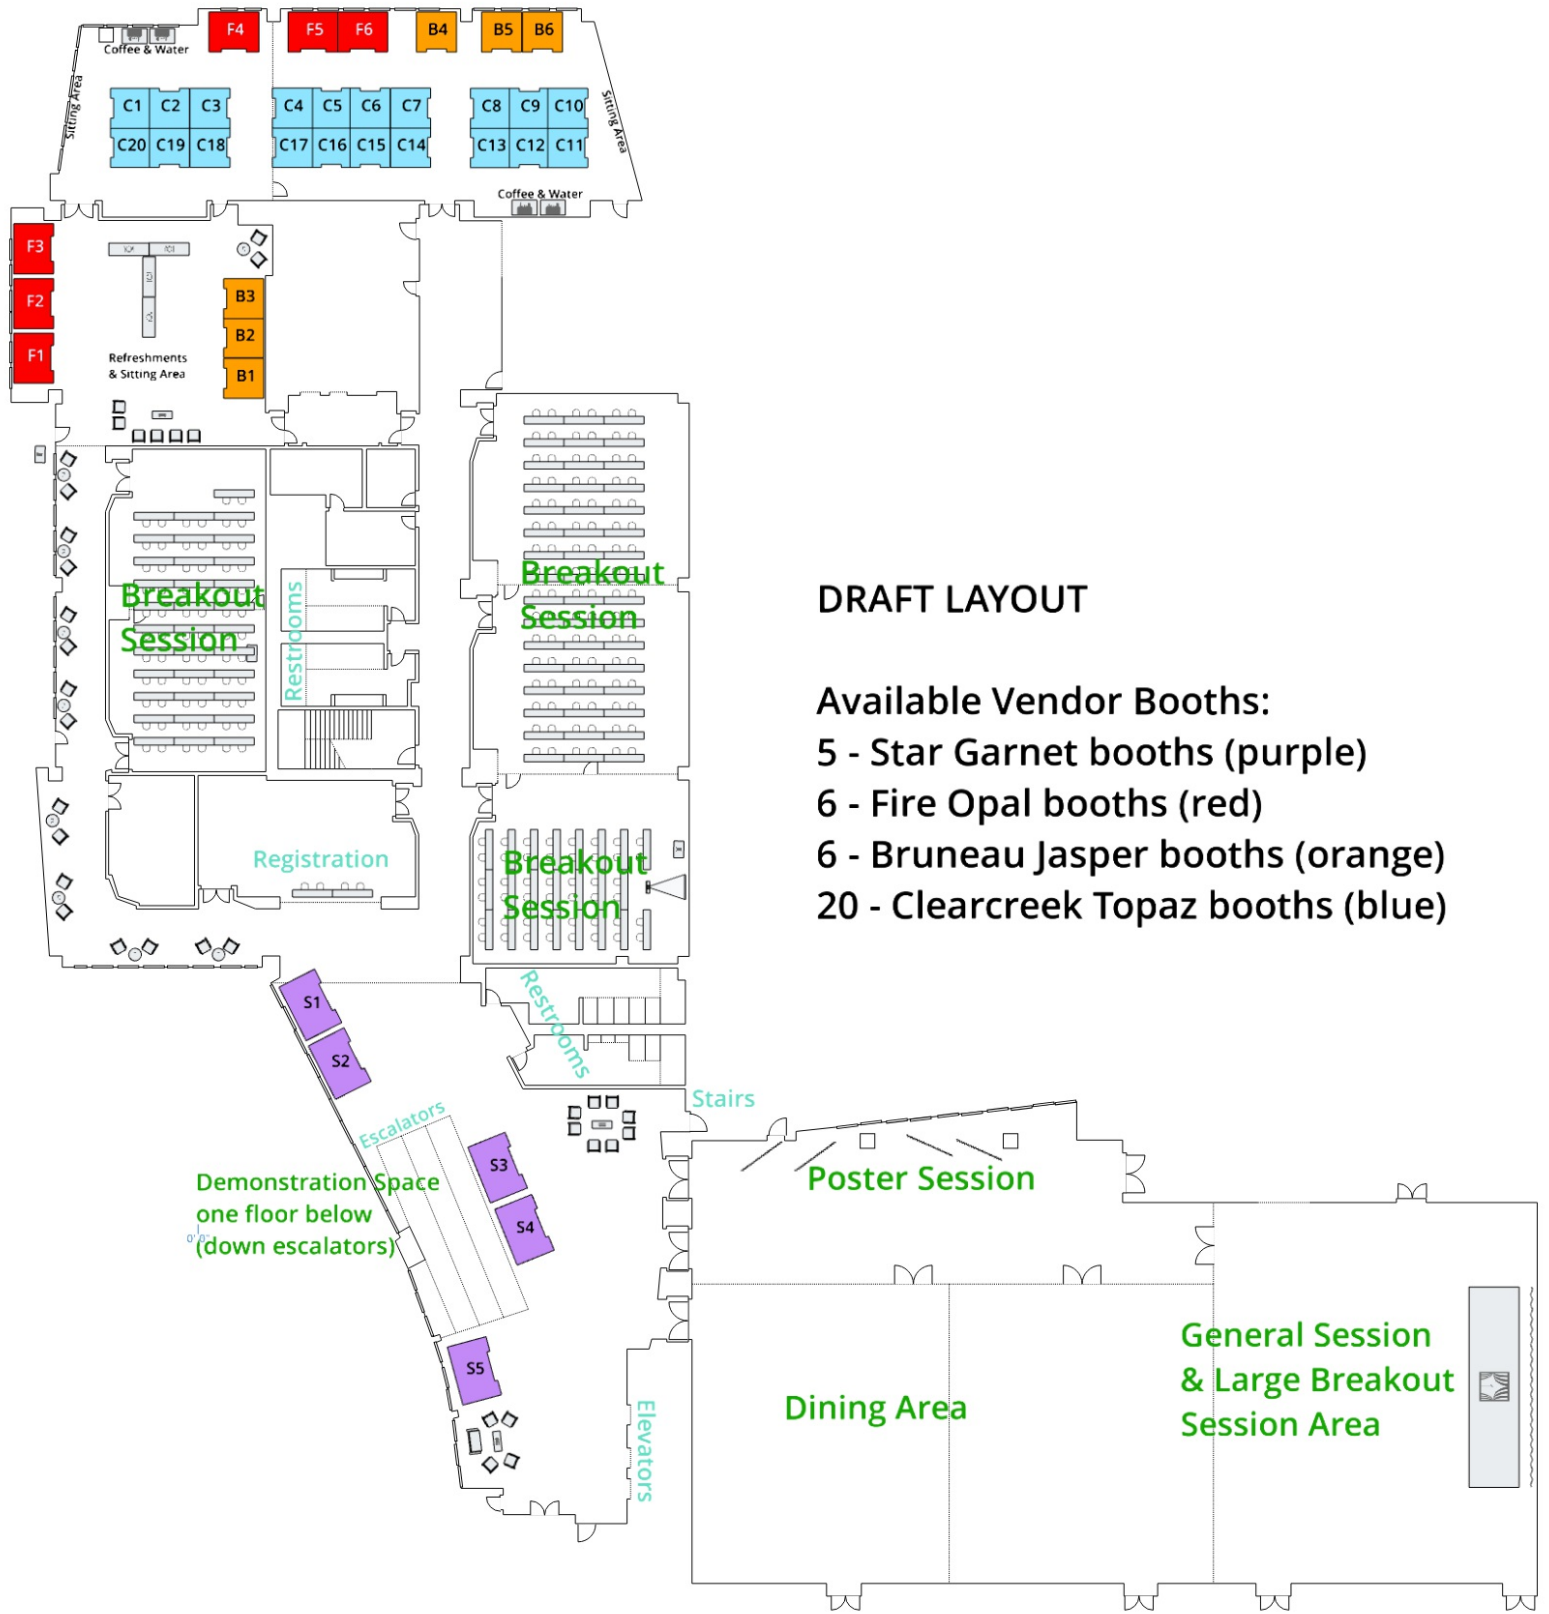 F4
F5
F6
B4
B5
B6
Coffee & Water
Sitting Area
Sitting Area
C1
C2
C3
C4
C5
C6
C7
C8
C9
C10
C20
C19
C18
C17
C16
C15
C14
C13
C12
C11
Coffee & Water
F3
F2
F1
B3
B2
B1
Refreshments
& Sitting Area
Breakout
Session
Restrooms
Breakout
Session
DRAFT LAYOUT
Available Vendor Booths:
5 - Star Garnet booths (purple)
6 - Fire Opal booths (red)
6 - Bruneau Jasper booths (orange)
20 - Clearcreek Topaz booths (blue)
Registration
Breakout
Session
S1
S2
Restrooms
Stairs
Escalators
S3
S4
Demonstration Space
one floor below
(down escalators)
0' 0"
Poster Session
S5
Elevators
Dining Area
General Session
& Large Breakout
Session Area